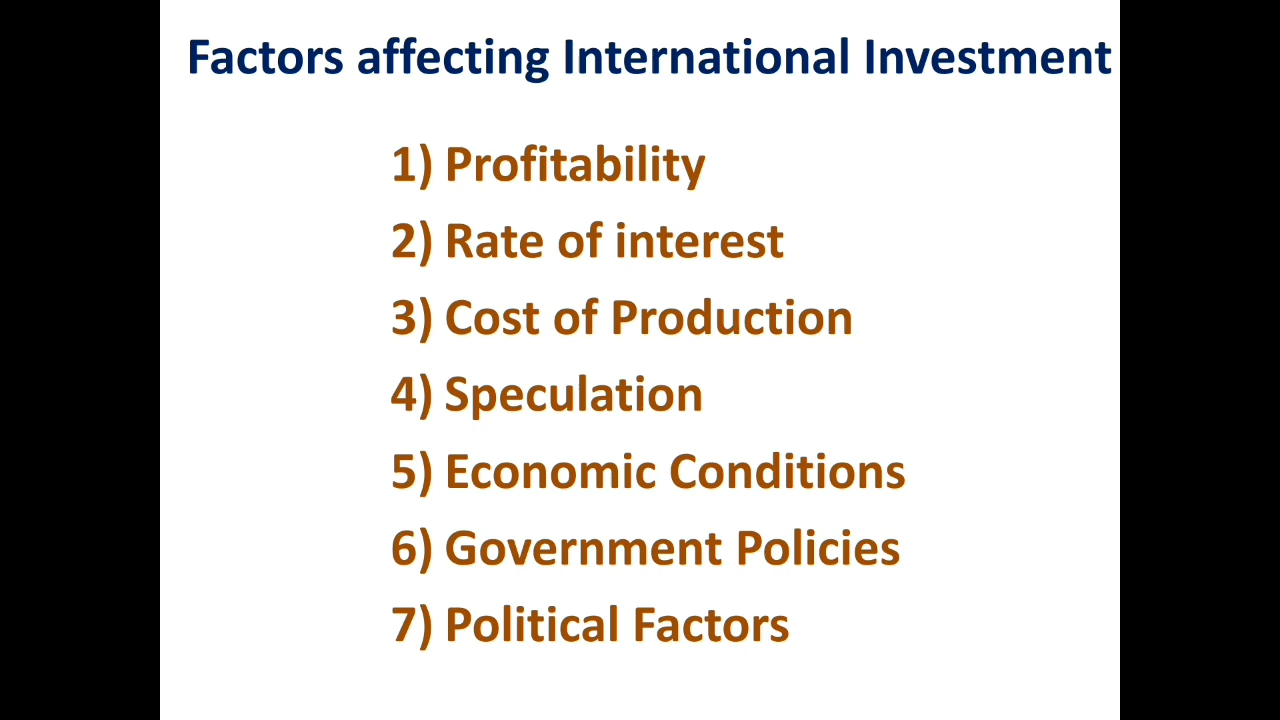 Factors affecting International Investment
1) Profitability
2) Rate of interest
3) Cost of Production
4) Speculation
5) Economic Conditions
6) Government Policies
7) Political Factors